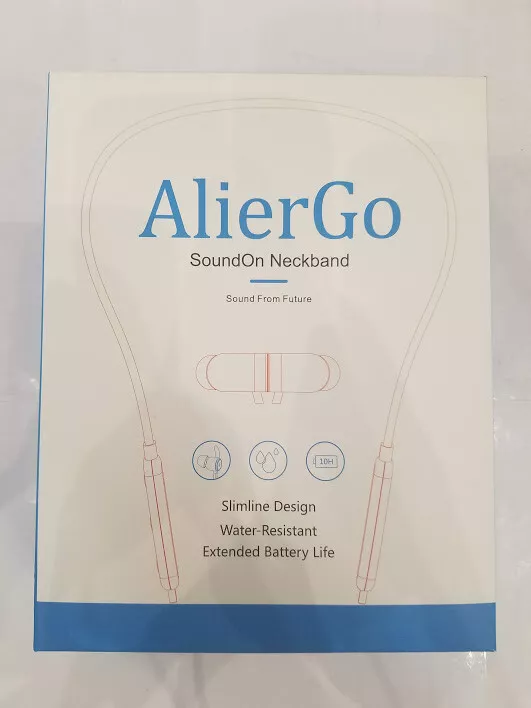 AlierGo
SoundOn Neckband
Sound From Future
10H
Slimline Design
Water-Resistant
Extended Battery Life